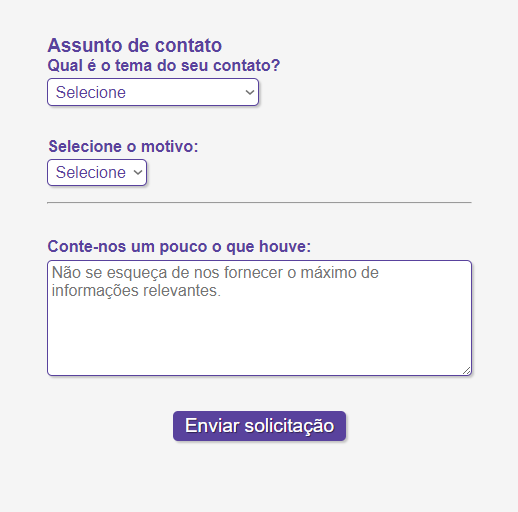 Assunto de contato
Qual é o tema do seu contato?
Selecione
Selecione o motivo:
Selecione
Conte-nos um pouco o que houve:
Não se esqueça de nos fornecer o máximo de
informações relevantes.
Enviar solicitação